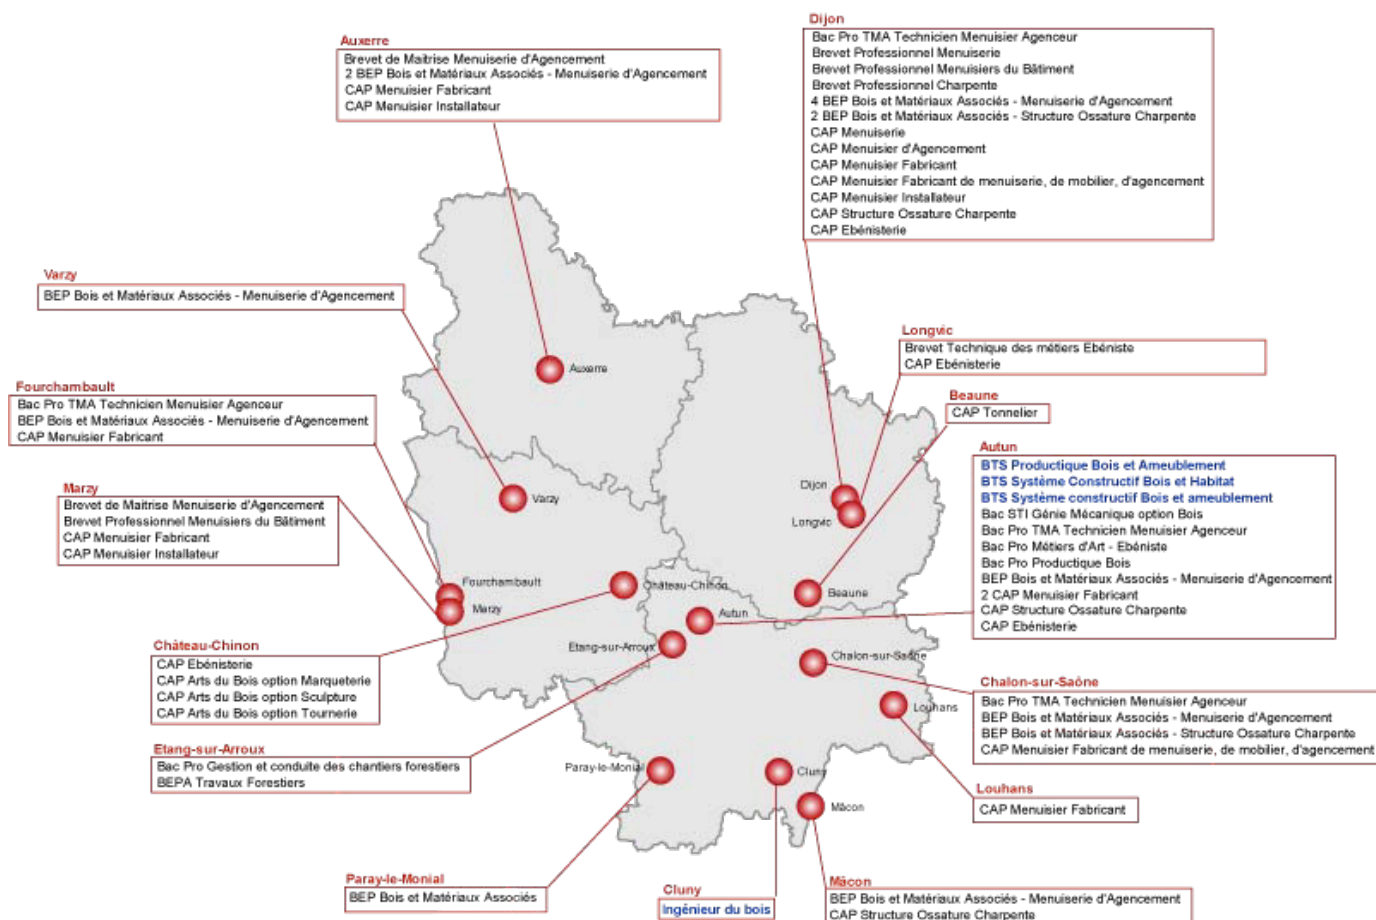 Dijon
Bac Pro TMA Technicien Menuisier Agenceur
Brevet Professionnel Menuiserie
Brevet Professionnel Menuisiers du Bâtiment
Brevet Professionnel Charpente
4 BEP Bois et Matériaux Associés - Menuiserie d'Agencement
2 BEP Bois et Matériaux Associés - Structure Ossature Charpente
CAP Menuiserie
CAP Menuisier d'Agencement
CAP Menuisier Fabricant
CAP Menuisier Fabricant de menuiserie, de mobilier, d'agencement
CAP Menuisier Installateur
CAP Structure Ossature Charpente
CAP Ebénisterie
Auxerre
Brevet de Maitrise Menuiserie d'Agencement
2 BEP Bois et Matériaux Associés - Menuiserie d'Agencement
CAP Menuisier Fabricant
CAP Menuisier Installateur
Varzy
BEP Bois et Matériaux Associés - Menuiserie d'Agencement
Longvic
Brevet Technique des métiers Ebéniste
CAP Ebénisterie
Fourchambault
Bac Pro TMA Technicien Menuisier Agenceur
BEP Bois et Matériaux Associés - Menuiserie d'Agencement
CAP Menuisier Fabricant
Beaune
CAP Tonnelier
Autun
BTS Productique Bois et Ameublement
BTS Système Constructif Bois et Habitat
BTS Système constructif Bois et ameublement
Bac STI Génie Mécanique option Bois
Bac Pro TMA Technicien Menuisier Agenceur
Bac Pro Métiers d'Art - Ebéniste
Bac Pro Productique Bois
BEP Bois et Matériaux Associés - Menuiserie d'Agencement
2 CAP Menuisier Fabricant
CAP Structure Ossature Charpente
CAP Ebénisterie
Marzy
Brevet de Maitrise Menuiserie d'Agencement
Brevet Professionnel Menuisiers du Bâtiment
CAP Menuisier Fabricant
CAP Menuisier Installateur
Auxerre
Varzy
Dijon
Longvic
Fourchambault
Marzy
Château-Chinon
Beaune
Autun
Etang-sur-Arroux
Chalon-sur-Saône
Louhans
Paray-le-Monial
Cluny
Mâcon
Château-Chinon
CAP Ebénisterie
CAP Arts du Bois option Marqueterie
CAP Arts du Bois option Sculpture
CAP Arts du Bois option Tournerie
Chalon-sur-Saône
Bac Pro TMA Technicien Menuisier Agenceur
BEP Bois et Matériaux Associés - Menuiserie d'Agencement
BEP Bois et Matériaux Associés - Structure Ossature Charpente
CAP Menuisier Fabricant de menuiserie, de mobilier, d'agencement
Etang-sur-Arroux
Bac Pro Gestion et conduite des chantiers forestiers
BEPA Travaux Forestiers
Louhans
CAP Menuisier Fabricant
Paray-le-Monial
BEP Bois et Matériaux Associés
Cluny
Ingénieur du bois
Mâcon
BEP Bois et Matériaux Associés - Menuiserie d'Agencement
CAP Structure Ossature Charpente